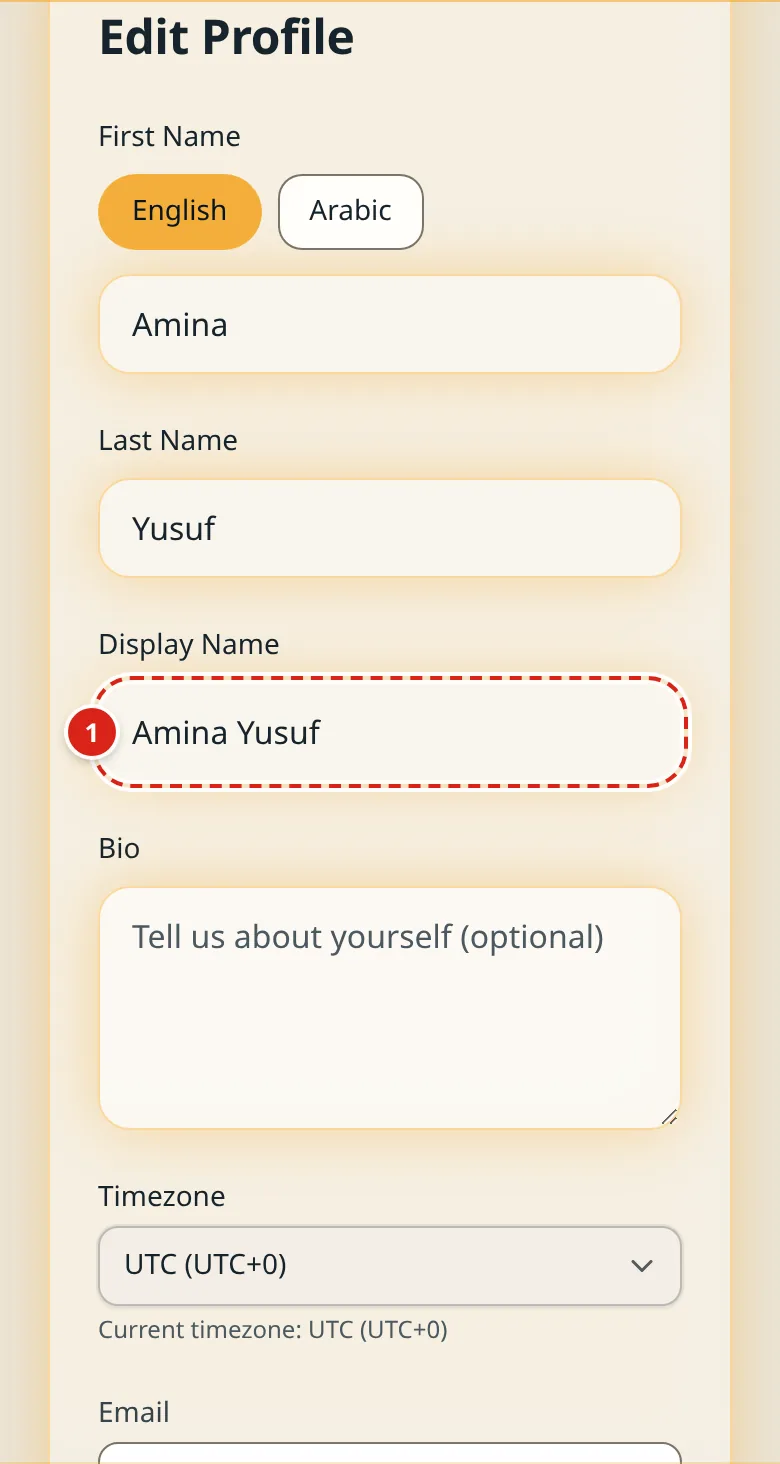 Edit Profile
First Name
English Arabic
Amina
Last Name
Yusuf
Display Name
1 Amina Yusuf
Bio
Tell us about yourself (optional)
Timezone
UTC (UTC+0)
Current timezone: UTC (UTC+0)
Email